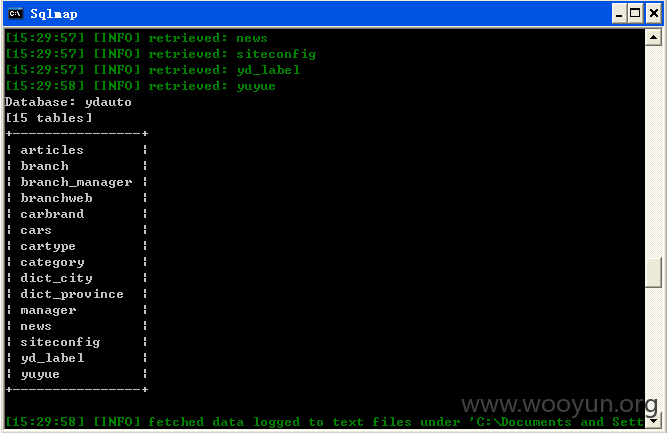 Sqlmap
[15:29:57] [INFO] retrieved: news
[15:29:57] [INFO] retrieved: siteconfig
[15:29:57] [INFO] retrieved: yd_label
[15:29:58] [INFO] retrieved: yuyue
Database: ydauto
[15 tables]
+----------------+
| articles |
| branch |
| branch_manager |
| branchweb |
| carbrand |
| cars |
| cartype |
| category |
| dict_city |
| dict_province |
| manager |
| news |
| siteconfig |
| yd_label |
| yuyue |
+----------------+
www.wooyun.org
[15:29:58] [INFO] fetched data logged to text files under 'C:\Documents and Sett